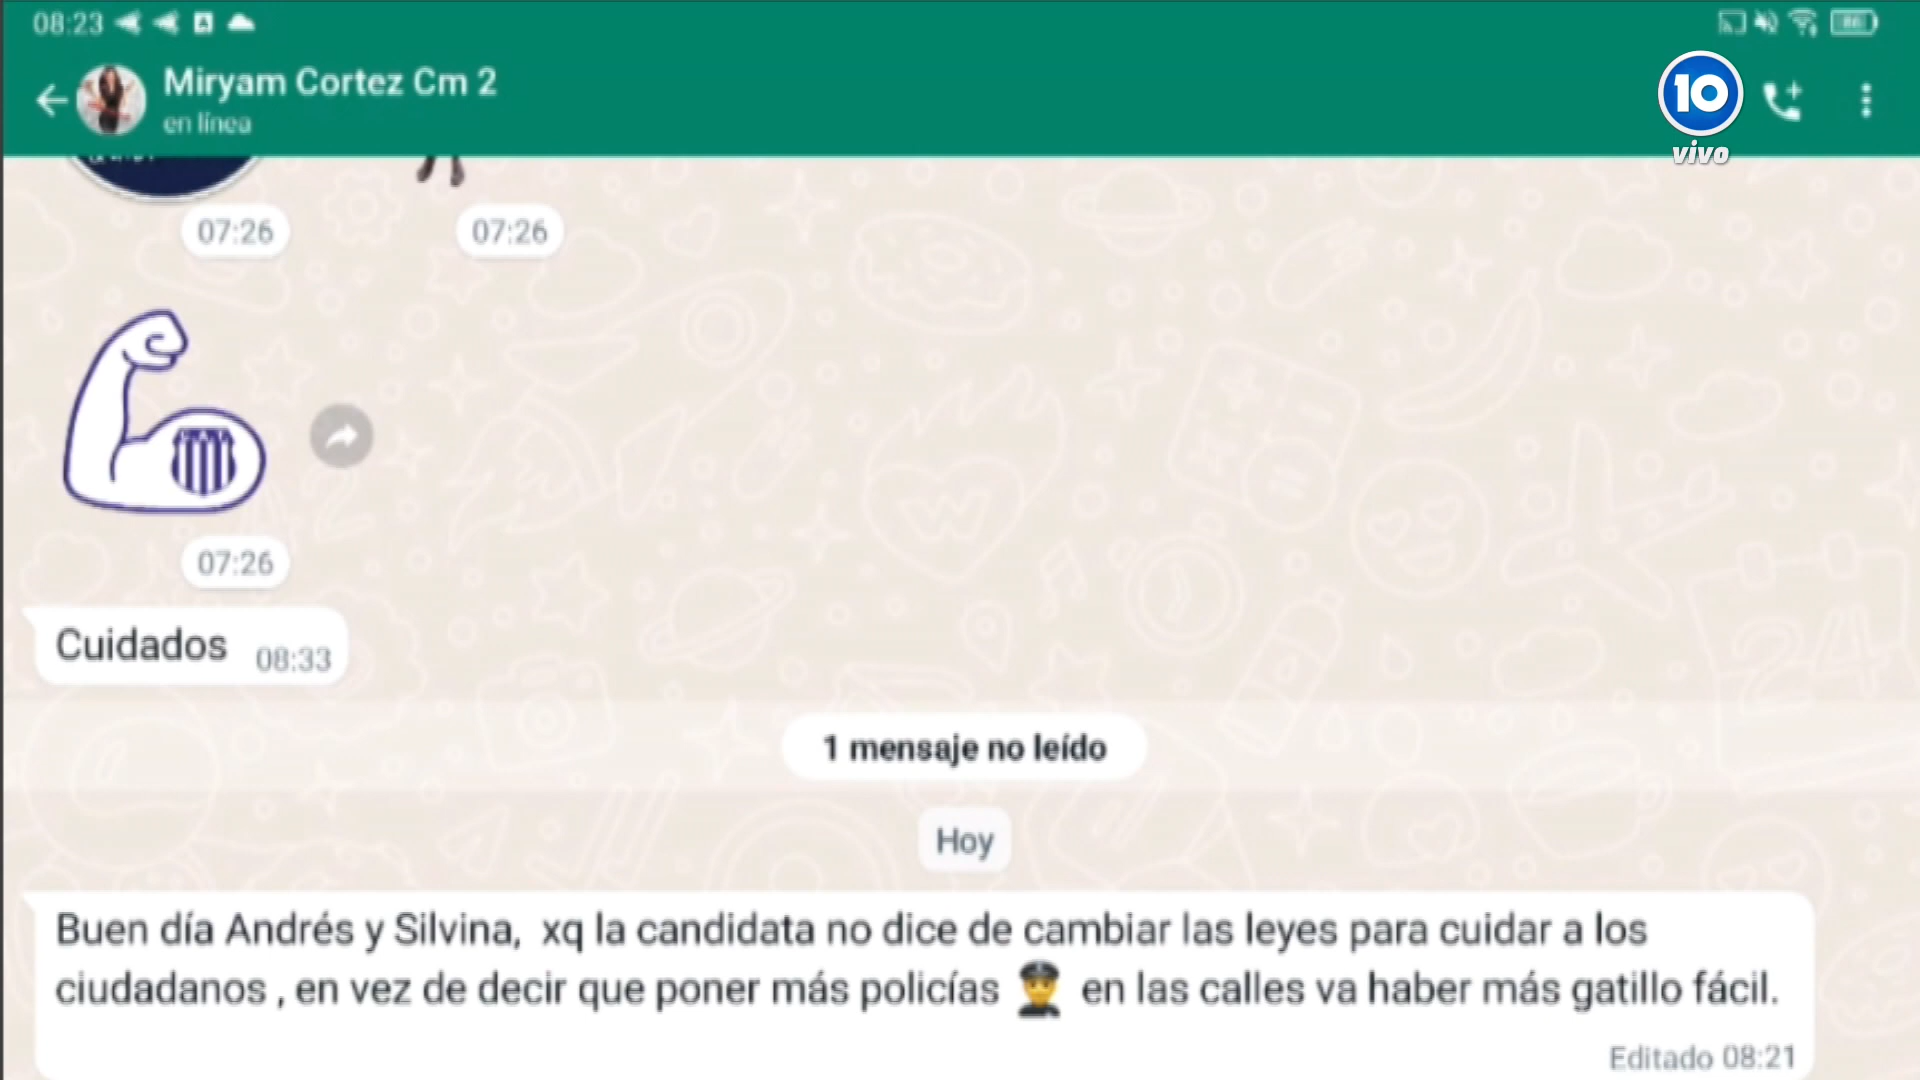 08:23
Miryam Cortez Cm 2
en línea
10
vivo
07:26
07:26
07:26
Cuidados 08:33
1 mensaje no leído
Hoy
Buen día Andrés y Silvina, xq la candidata no dice de cambiar las leyes para cuidar a los
ciudadanos , en vez de decir que poner más policías 👮 en las calles va haber más gatillo fácil.
Editado 08:21